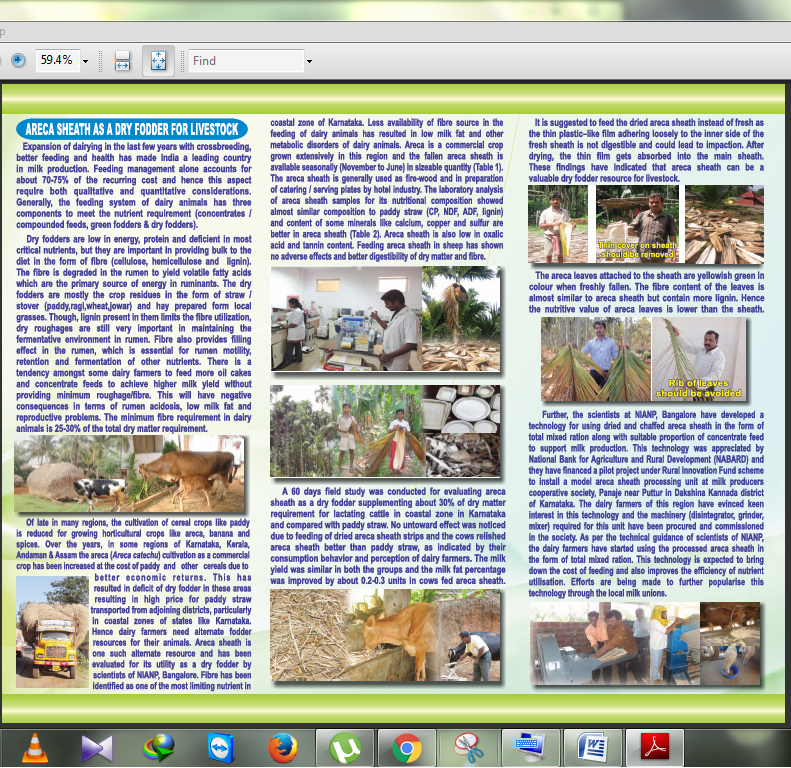 p
59.4%
Find
ARECA SHEATH AS A DRY FODDER FOR LIVESTOCK
Expansion of dairying in the last few years with crossbreeding,
better feeding and health has made India a leading country
in milk production. Feeding management alone accounts for
about 70-75% of the recurring cost and hence this aspect
require both qualitative and quantitative considerations.
Generally, the feeding system of dairy animals has three
components to meet the nutrient requirement (concentrates /
compounded feeds, green fodders & dry fodders).
Dry fodders are low in energy, protein and deficient in most
critical nutrients, but they are important in providing bulk to the
diet in the form of fibre (cellulose, hemicellulose and lignin).
The fibre is degraded in the rumen to yield volatile fatty acids
which are the primary source of energy in ruminants. The dry
fodders are mostly the crop residues in the form of straw /
stover (paddy,ragi,wheat,jowar) and hay prepared form local
grasses. Though, lignin present in them limits the fibre utilization,
dry roughages are still very important in maintaining the
fermentative environment in rumen. Fibre also provides filling
effect in the rumen, which is essential for rumen motility,
retention and fermentation of other nutrients. There is a
tendency amongst some dairy farmers to feed more oil cakes
and concentrate feeds to achieve higher milk yield without
providing minimum roughage/fibre. This will have negative
consequences in terms of rumen acidosis, low milk fat and
reproductive problems. The minimum fibre requirement in dairy
animals is 25-30% of the total dry matter requirement.
Of late in many regions, the cultivation of cereal crops like paddy
is reduced for growing horticultural crops like areca, banana and
spices. Over the years, in some regions of Karnataka, Kerala,
Andaman & Assam the areca (Areca catechu) cultivation as a commercial
crop has been increased at the cost of paddy and other cereals due to
better economic returns. This has
resulted in deficit of dry fodder in these areas
resulting in high price for paddy straw
transported from adjoining districts, particularly
in coastal zones of states like Karnataka.
Hence dairy farmers need alternate fodder
resources for their animals. Areca sheath is
one such alternate resource and has been
evaluated for its utility as a dry fodder by
scientists of NIANP, Bangalore. Fibre has been
identified as one of the most limiting nutrient in
coastal zone of Karnataka. Less availability of fibre source in the
feeding of dairy animals has resulted in low milk fat and other
metabolic disorders of dairy animals. Areca is a commercial crop
grown extensively in this region and the fallen areca sheath is
available seasonally (November to June) in sizeable quantity (Table 1).
The areca sheath is generally used as fire-wood and in preparation
of catering / serving plates by hotel industry. The laboratory analysis
of areca sheath samples for its nutritional composition showed
almost similar composition to paddy straw (CP, NDF, ADF, lignin)
and content of some minerals like calcium, copper and sulfur are
better in areca sheath (Table 2). Areca sheath is also low in oxalic
acid and tannin content. Feeding areca sheath in sheep has shown
no adverse effects and better digestibility of dry matter and fibre.
A 60 days field study was conducted for evaluating areca
sheath as a dry fodder supplementing about 30% of dry matter
requirement for lactating cattle in coastal zone in Karnataka
and compared with paddy straw. No untoward effect was noticed
due to feeding of dried areca sheath strips and the cows relished
areca sheath better than paddy straw, as indicated by their
consumption behavior and perception of dairy farmers. The milk
yield was similar in both the groups and the milk fat percentage
was improved by about 0.2-0.3 units in cows fed areca sheath.
It is suggested to feed the dried areca sheath instead of fresh as
the thin plastic–like film adhering loosely to the inner side of the
fresh sheath is not digestible and could lead to impaction. After
drying, the thin film gets absorbed into the main sheath.
These findings have indicated that areca sheath can be a
valuable dry fodder resource for livestock.
Thin cover on sheath
should be removed
The areca leaves attached to the sheath are yellowish green in
colour when freshly fallen. The fibre content of the leaves is
almost similar to areca sheath but contain more lignin. Hence
the nutritive value of areca leaves is lower than the sheath.
Rib of leaves
should be avoided
Further, the scientists at NIANP, Bangalore have developed a
technology for using dried and chaffed areca sheath in the form of
total mixed ration along with suitable proportion of concentrate feed
to support milk production. This technology was appreciated by
National Bank for Agriculture and Rural Development (NABARD) and
they have financed a pilot project under Rural Innovation Fund scheme
to install a model areca sheath processing unit at milk producers
cooperative society, Panaje near Puttur in Dakshina Kannada district
of Karnataka. The dairy farmers of this region have evinced keen
interest in this technology and the machinery (disintegrator, grinder,
mixer) required for this unit have been procured and commissioned
in the society. As per the technical guidance of scientists of NIANP,
the dairy farmers have started using the processed areca sheath in
the form of total mixed ration. This technology is expected to bring
down the cost of feeding and also improves the efficiency of nutrient
utilisation. Efforts are being made to further popularise this
technology through the local milk unions.